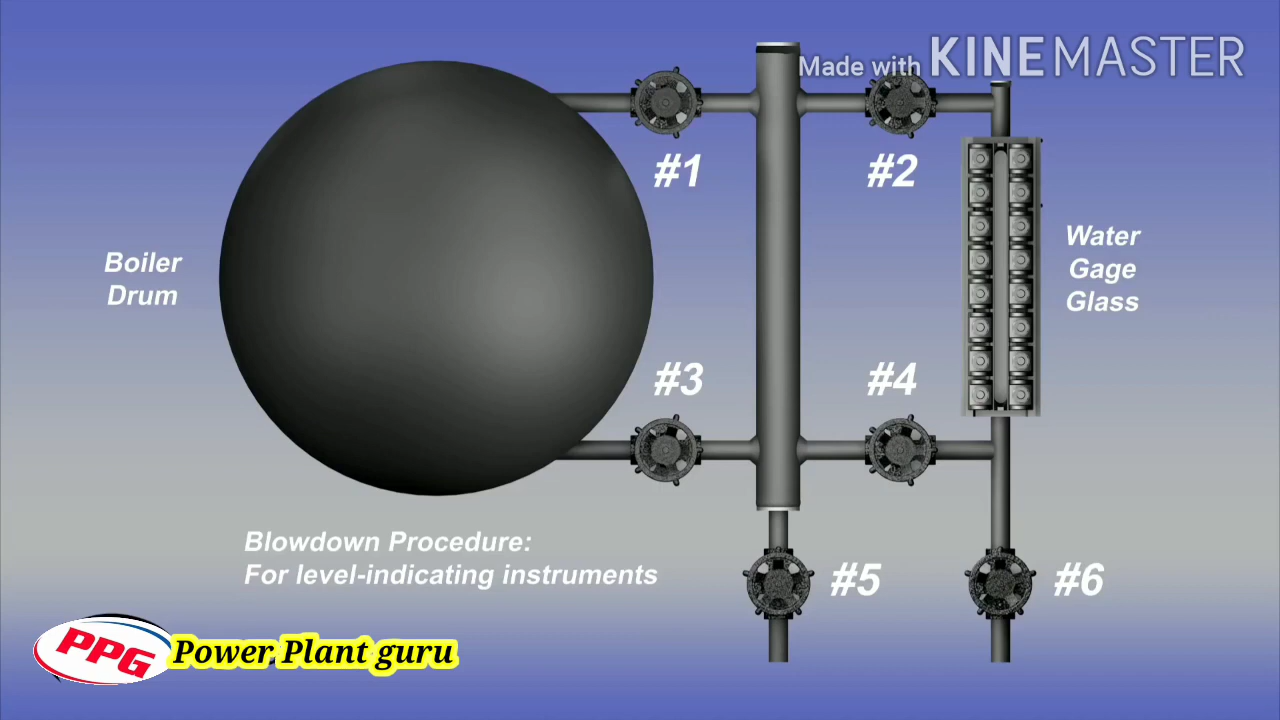 Made with KINEMASTER
#1
#2
Boiler
Drum
Water
Gage
Glass
#3
#4
Blowdown Procedure:
For level-indicating instruments
#5
#6
PPG Power Plant guru